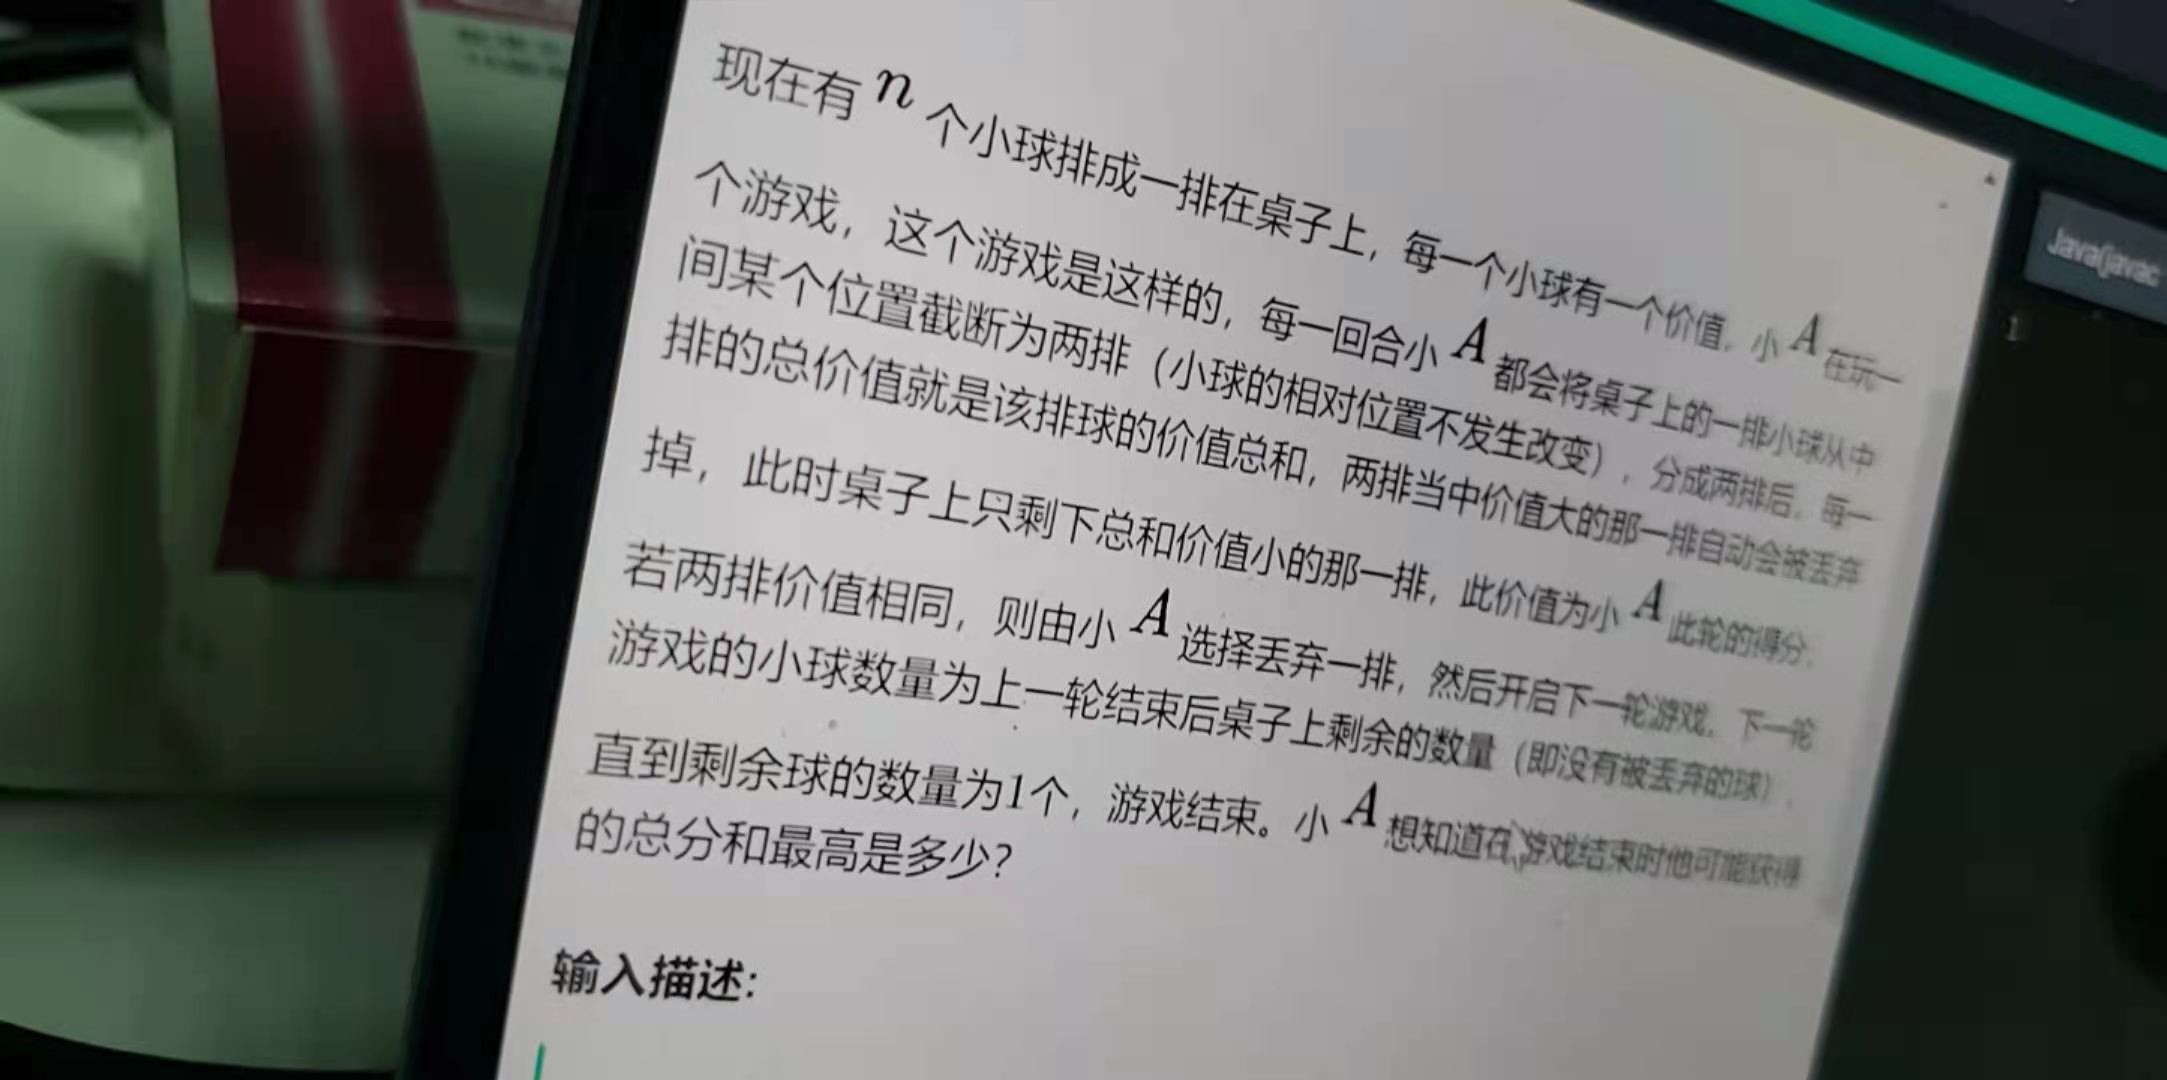 现在有 n 个小球排成一排在桌子上，每一个小球有一个价值，小 A 在玩一
个游戏，这个游戏是这样的，每一回合小 A 都会将桌子上的一排小球从中
间某个位置截断为两排（小球的相对位置不发生改变），分成两排后，每一
排的总价值就是该排球的价值总和，两排当中价值大的那一排自动会被丢弃
掉，此时桌子上只剩下总和价值小的那一排，此价值为小 A 此轮的得分.
若两排价值相同，则由小 A 选择丢弃一排，然后开启下一轮游戏，下一轮
游戏的小球数量为上一轮结束后桌子上剩余的数量（即没有被丢弃的球），
直到剩余球的数量为1个，游戏结束。小 A 想知道在游戏结束时他可能获得
的总分和最高是多少？
输入描述:
Java(javac
1